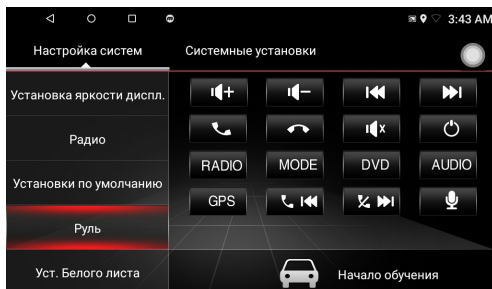 3:43 AM
Настройка систем
Системные установки
Установка яркости диспл.
Радио
Установки по умолчанию
Руль
Уст. Белого листа
RADIO MODE DVD AUDIO
GPS
Начало обучения